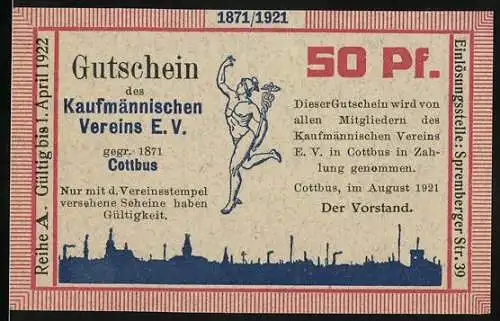 1871/1921
Reihe A. Gültig bis 1. April 1922
Gutschein
des
Kaufmännischen
Vereins E.V.
gegr. 1871
Cottbus
Nur mit d. Vereinsstempel
versehene Scheine haben
Gültigkeit.
50 Pf.
Dieser Gutschein wird von
allen Mitgliedern des
Kaufmännischen Vereins
E. V. in Cottbus in Zah-
lung genommen.
Cottbus, im August 1921
Der Vorstand.
Einlösungsstelle: Spremberger Str. 39